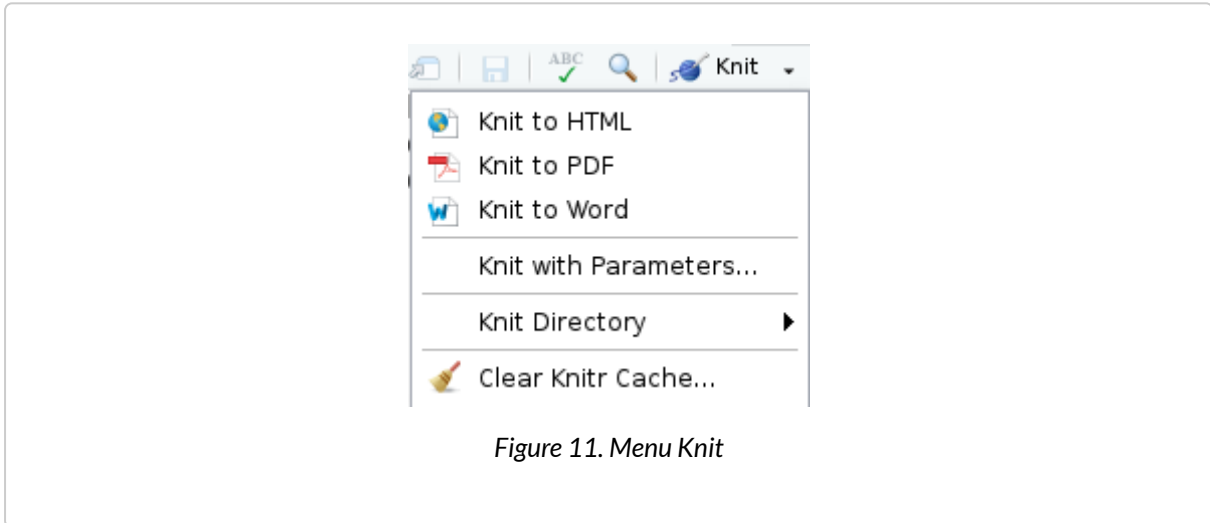 ABC Knit
Knit to HTML
Knit to PDF
Knit to Word
Knit with Parameters...
Knit Directory
Clear Knitr Cache...
Figure 11. Menu Knit